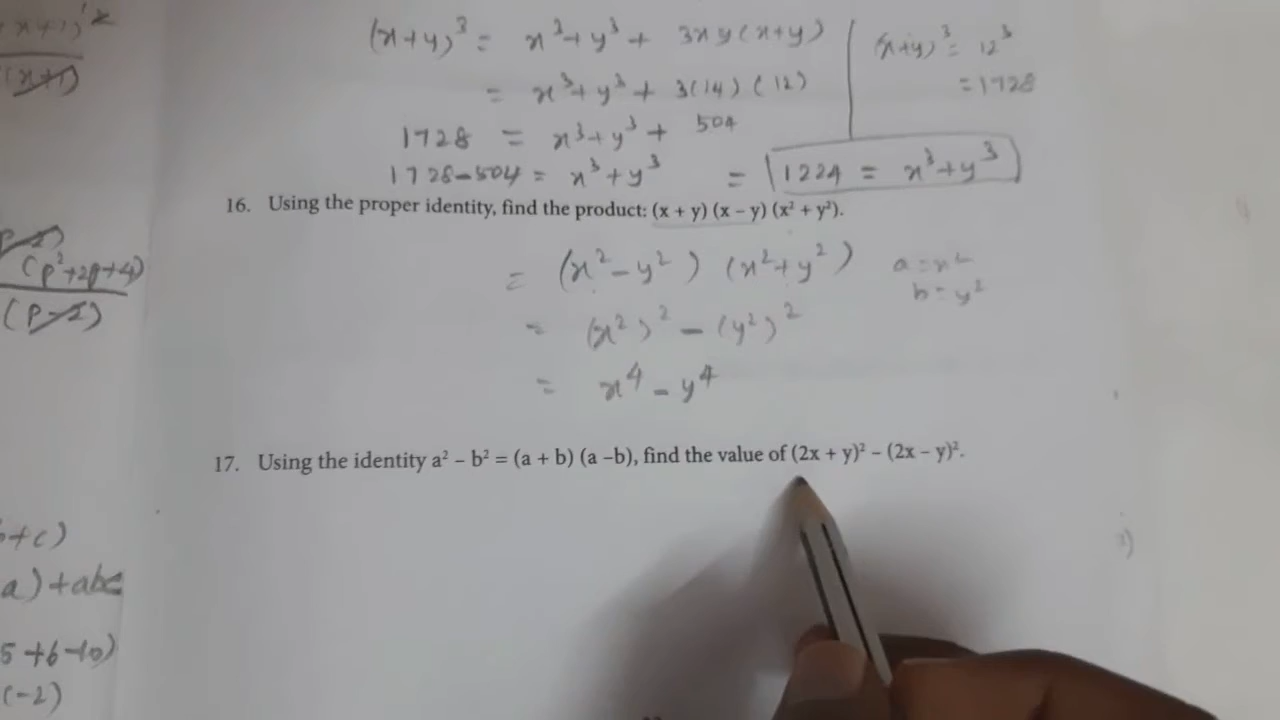 (x+y)³ = x³+y³+ 3xy(x+y)
(x+y)³ = 12³
= x³+y³+ 3(14)(12)
= 1728
1728 = x³+y³+ 504
1728-504 = x³+y³ = 1224 = x³+y³
16. Using the proper identity, find the product: (x + y) (x – y) (x² + y²).
= (x²-y²) (x²+y²)
a=x²
b=y²
= (x²)² - (y²)²
= x⁴ - y⁴
17. Using the identity a² – b² = (a + b) (a –b), find the value of (2x + y)² – (2x – y)².
(x+1)
(p²+2p+4)
(p-2)
+c)
a)+abc
5+6-10)
(-2)